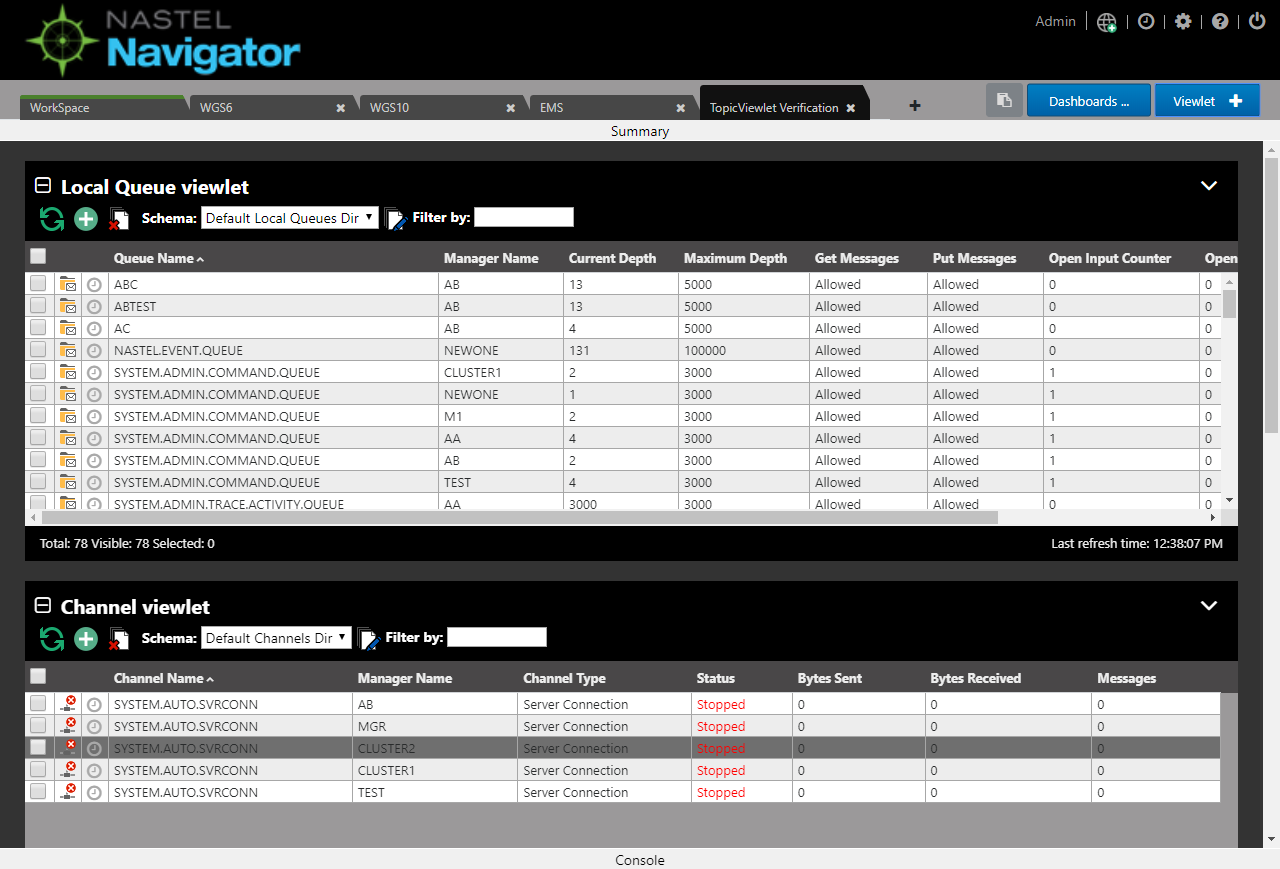 NASTEL
Navigator
Admin
WorkSpace WGS6 WGS10 EMS TopicViewlet Verification Dashboards ... Viewlet
Summary
Local Queue viewlet
Schema: Default Local Queues Dir Filter by:
Queue Name Manager Name Current Depth Maximum Depth Get Messages Put Messages Open Input Counter Open
ABC AB 13 5000 Allowed Allowed 0 0
ABTEST AB 13 5000 Allowed Allowed 0 0
AC AB 4 5000 Allowed Allowed 0 0
NASTEL.EVENT.QUEUE NEWONE 131 100000 Allowed Allowed 0 0
SYSTEM.ADMIN.COMMAND.QUEUE CLUSTER1 2 3000 Allowed Allowed 1 0
SYSTEM.ADMIN.COMMAND.QUEUE NEWONE 1 3000 Allowed Allowed 1 0
SYSTEM.ADMIN.COMMAND.QUEUE M1 2 3000 Allowed Allowed 1 0
SYSTEM.ADMIN.COMMAND.QUEUE AA 4 3000 Allowed Allowed 1 0
SYSTEM.ADMIN.COMMAND.QUEUE AB 2 3000 Allowed Allowed 1 0
SYSTEM.ADMIN.COMMAND.QUEUE TEST 4 3000 Allowed Allowed 1 0
SYSTEM.ADMIN.TRACE.ACTIVITY.QUEUE AA 3000 3000 Allowed Allowed 0 0
Total: 78 Visible: 78 Selected: 0 Last refresh time: 12:38:07 PM
Channel viewlet
Schema: Default Channels Dir Filter by:
Channel Name Manager Name Channel Type Status Bytes Sent Bytes Received Messages
SYSTEM.AUTO.SVRCONN AB Server Connection Stopped 0 0 0
SYSTEM.AUTO.SVRCONN MGR Server Connection Stopped 0 0 0
SYSTEM.AUTO.SVRCONN CLUSTER2 Server Connection Stopped 0 0 0
SYSTEM.AUTO.SVRCONN CLUSTER1 Server Connection Stopped 0 0 0
SYSTEM.AUTO.SVRCONN TEST Server Connection Stopped 0 0 0
Console